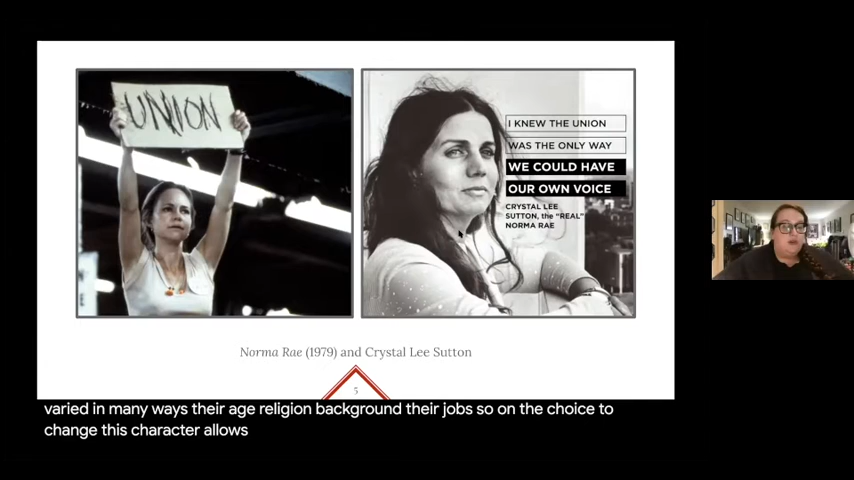 UNION
I KNEW THE UNION
WAS THE ONLY WAY
WE COULD HAVE
OUR OWN VOICE
CRYSTAL LEE
SUTTON, the "REAL"
NORMA RAE
Norma Rae (1979) and Crystal Lee Sutton
5
varied in many ways their age religion background their jobs so on the choice to
change this character allows